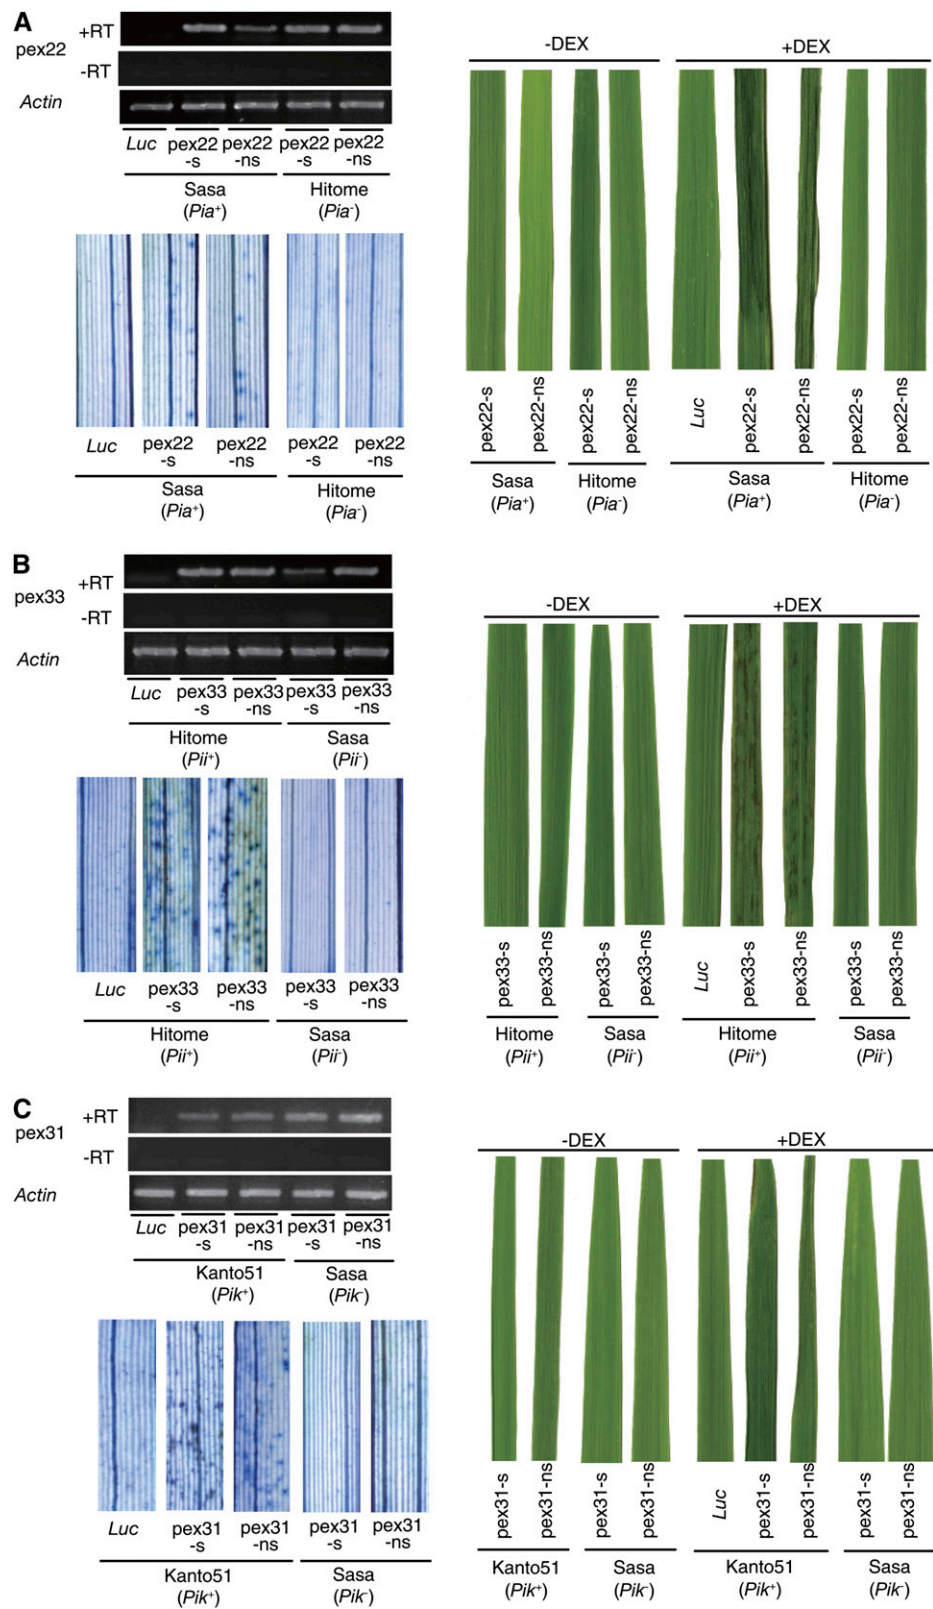 A
+RT
pex22
-RT
Actin
Luc pex22 pex22 pex22 pex22
-s -ns -s -ns
Sasa Hitome
(Pia⁺) (Pia⁻)
Luc pex22 pex22 pex22 pex22
-s -ns -s -ns
Sasa Hitome
(Pia⁺) (Pia⁻)
-DEX +DEX
pex22-s pex22-ns pex22-s pex22-ns Luc pex22-s pex22-ns pex22-s pex22-ns
Sasa Hitome Sasa Hitome
(Pia⁺) (Pia⁻) (Pia⁺) (Pia⁻)
B
+RT
pex33
-RT
Actin
Luc pex33 pex33 pex33 pex33
-s -ns -s -ns
Hitome Sasa
(Pii⁺) (Pii⁻)
Luc pex33 pex33 pex33 pex33
-s -ns -s -ns
Hitome Sasa
(Pii⁺) (Pii⁻)
-DEX +DEX
pex33-s pex33-ns pex33-s pex33-ns Luc pex33-s pex33-ns pex33-s pex33-ns
Hitome Sasa Hitome Sasa
(Pii⁺) (Pii⁻) (Pii⁺) (Pii⁻)
C
+RT
pex31
-RT
Actin
Luc pex31 pex31 pex31 pex31
-s -ns -s -ns
Kanto51 Sasa
(Pik⁺) (Pik⁻)
Luc pex31 pex31 pex31 pex31
-s -ns -s -ns
Kanto51 Sasa
(Pik⁺) (Pik⁻)
-DEX +DEX
pex31-s pex31-ns pex31-s pex31-ns Luc pex31-s pex31-ns pex31-s pex31-ns
Kanto51 Sasa Kanto51 Sasa
(Pik⁺) (Pik⁻) (Pik⁺) (Pik⁻)